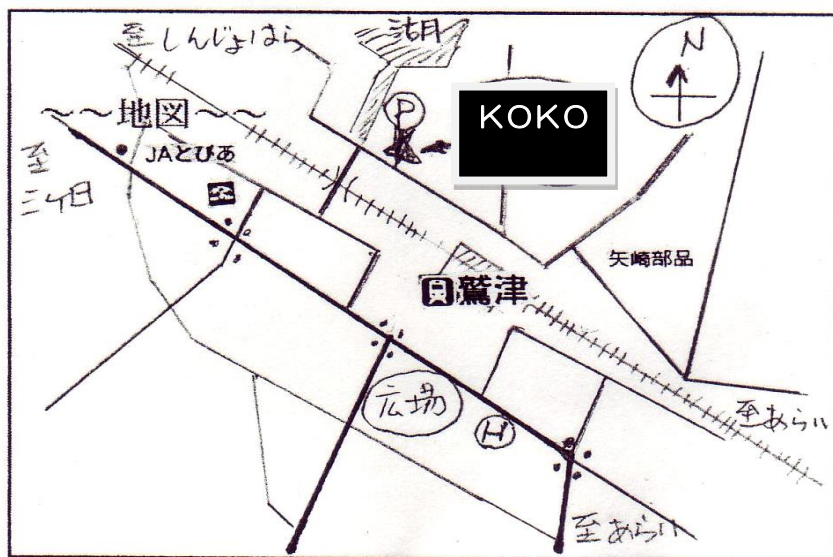 至しんじょはら
湖
N
P
KOKO
~~地図~~
至
三ケ日
JAとぴあ
矢崎部品
鷲津
広場
H
至あらい
至あらい